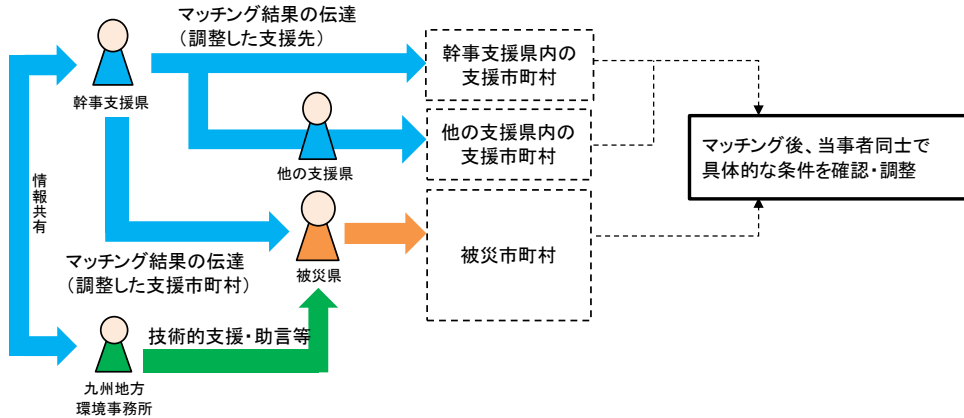 マッチング結果の伝達
（調整した支援先）
幹事支援県
幹事支援県内の
支援市町村
他の支援県内の
支援市町村
他の支援県
マッチング後、当事者同士で
具体的な条件を確認・調整
情報共有
被災県
被災市町村
マッチング結果の伝達
（調整した支援市町村）
技術的支援・助言等
九州地方
環境事務所